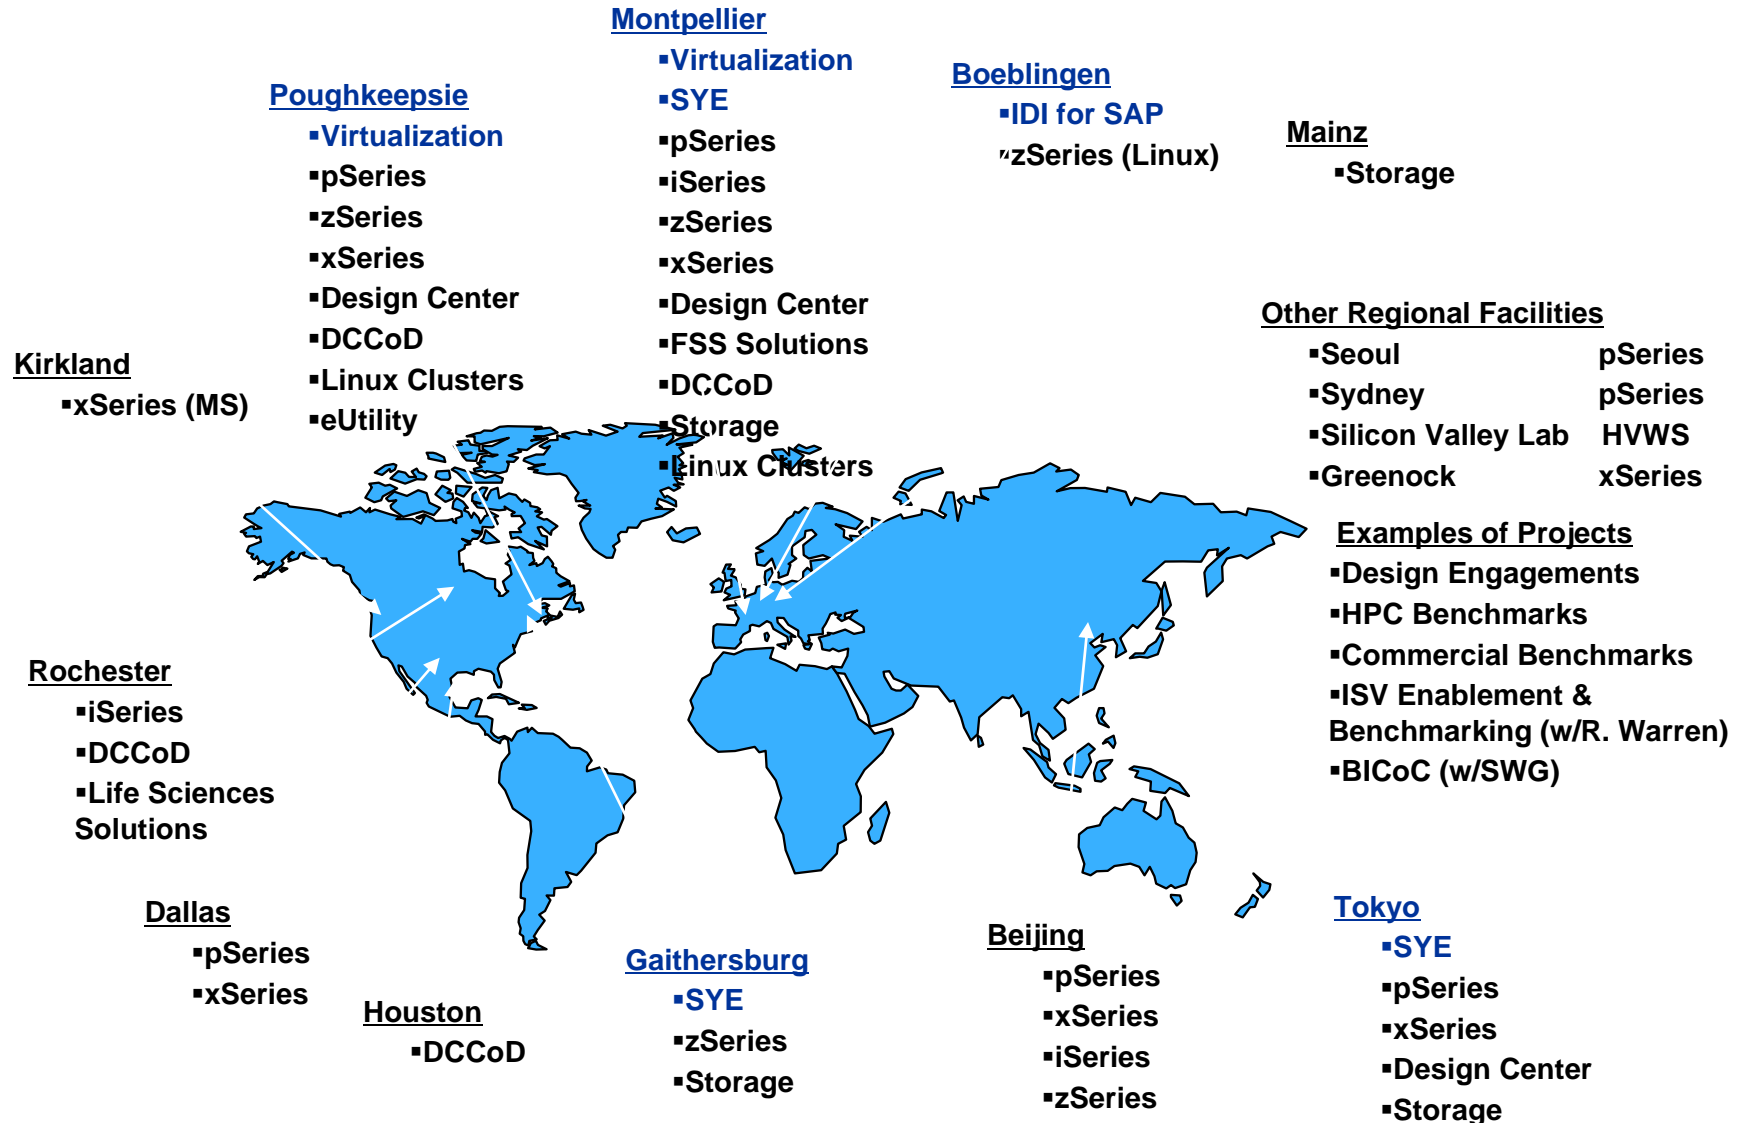 Montpellier
▪Virtualization
▪SYE
▪pSeries
▪iSeries
▪zSeries
▪xSeries
▪Design Center
▪FSS Solutions
▪DCCoD
▪Storage
▪Linux Clusters
Poughkeepsie
▪Virtualization
▪pSeries
▪zSeries
▪xSeries
▪Design Center
▪DCCoD
▪Linux Clusters
▪eUtility
Boeblingen
▪IDI for SAP
▪zSeries (Linux)
Mainz
▪Storage
Kirkland
▪xSeries (MS)
Other Regional Facilities
▪Seoul pSeries
▪Sydney pSeries
▪Silicon Valley Lab HVWS
▪Greenock xSeries
Examples of Projects
▪Design Engagements
▪HPC Benchmarks
▪Commercial Benchmarks
▪ISV Enablement &
Benchmarking (w/R. Warren)
▪BICoC (w/SWG)
Rochester
▪iSeries
▪DCCoD
▪Life Sciences
Solutions
Dallas
▪pSeries
▪xSeries
Houston
▪DCCoD
Gaithersburg
▪SYE
▪zSeries
▪Storage
Beijing
▪pSeries
▪xSeries
▪iSeries
▪zSeries
Tokyo
▪SYE
▪pSeries
▪xSeries
▪Design Center
▪Storage